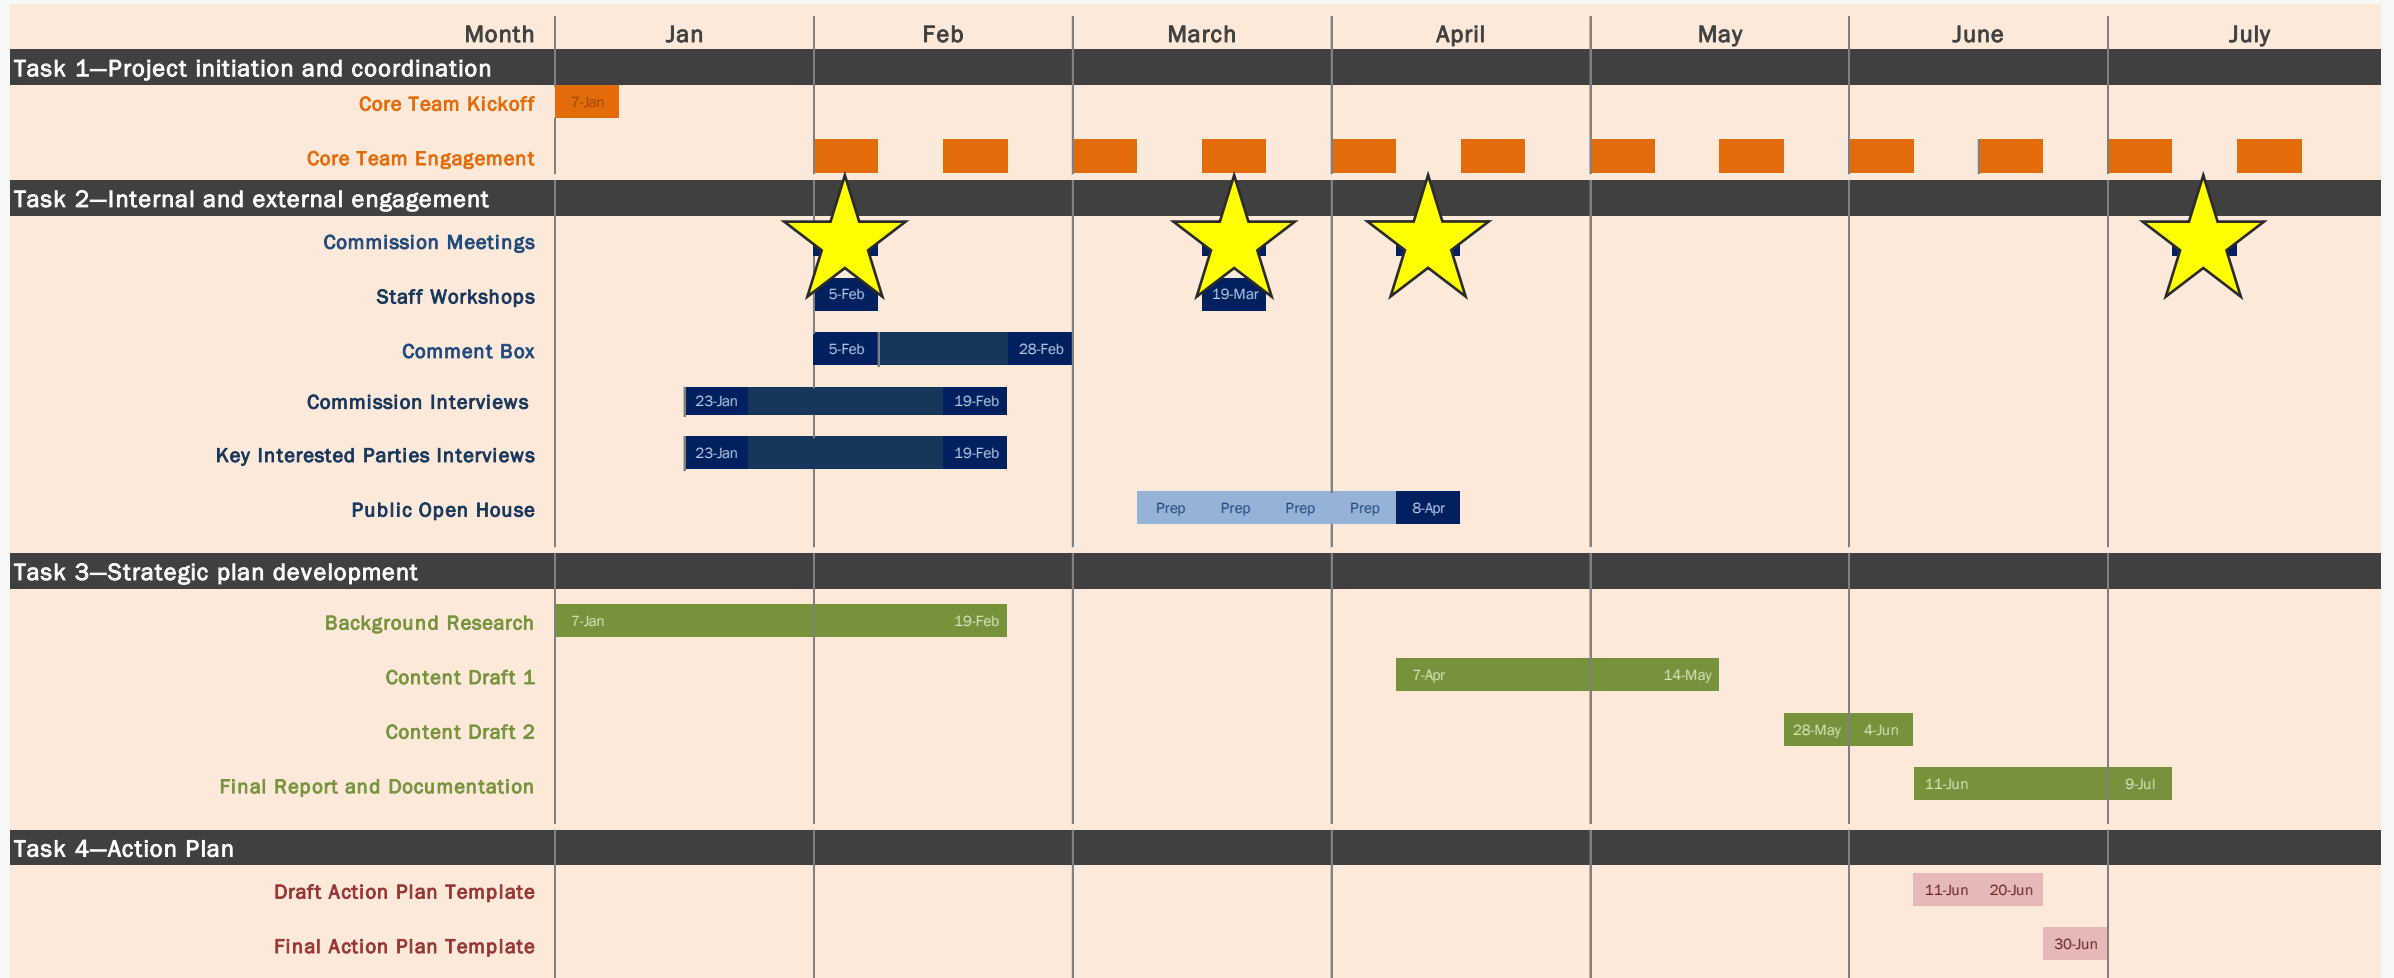 Month Jan Feb March April May June July
Task 1—Project initiation and coordination
Core Team Kickoff 7-Jan
Core Team Engagement
Task 2—Internal and external engagement
Commission Meetings
Staff Workshops 5-Feb 19-Mar
Comment Box 5-Feb 28-Feb
Commission Interviews 23-Jan 19-Feb
Key Interested Parties Interviews 23-Jan 19-Feb
Public Open House Prep Prep Prep Prep 8-Apr
Task 3—Strategic plan development
Background Research 7-Jan 19-Feb
Content Draft 1 7-Apr 14-May
Content Draft 2 28-May 4-Jun
Final Report and Documentation 11-Jun 9-Jul
Task 4—Action Plan
Draft Action Plan Template 11-Jun 20-Jun
Final Action Plan Template 30-Jun